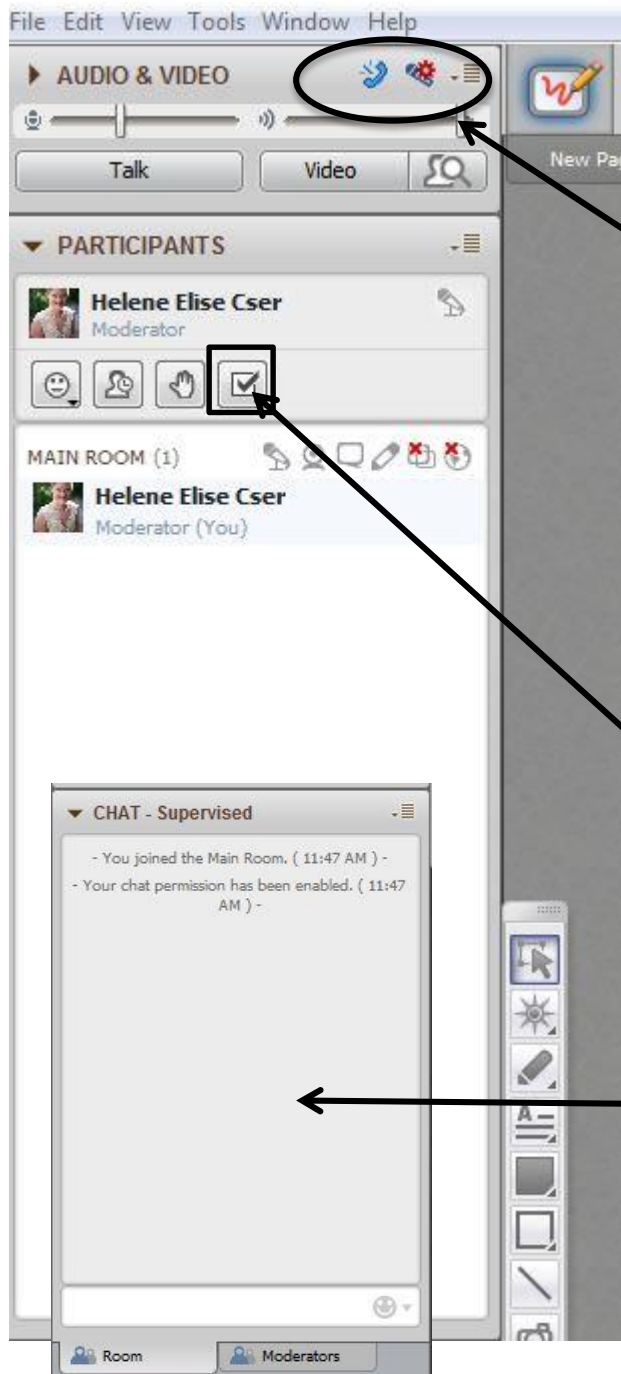 File Edit View Tools Window Help
AUDIO & VIDEO
Talk Video
New Pa
PARTICIPANTS
Helene Elise Cser
Moderator
MAIN ROOM (1)
Helene Elise Cser
Moderator (You)
CHAT - Supervised
- You joined the Main Room. ( 11:47 AM ) -
- Your chat permission has been enabled. ( 11:47
AM ) -
A
Room Moderators